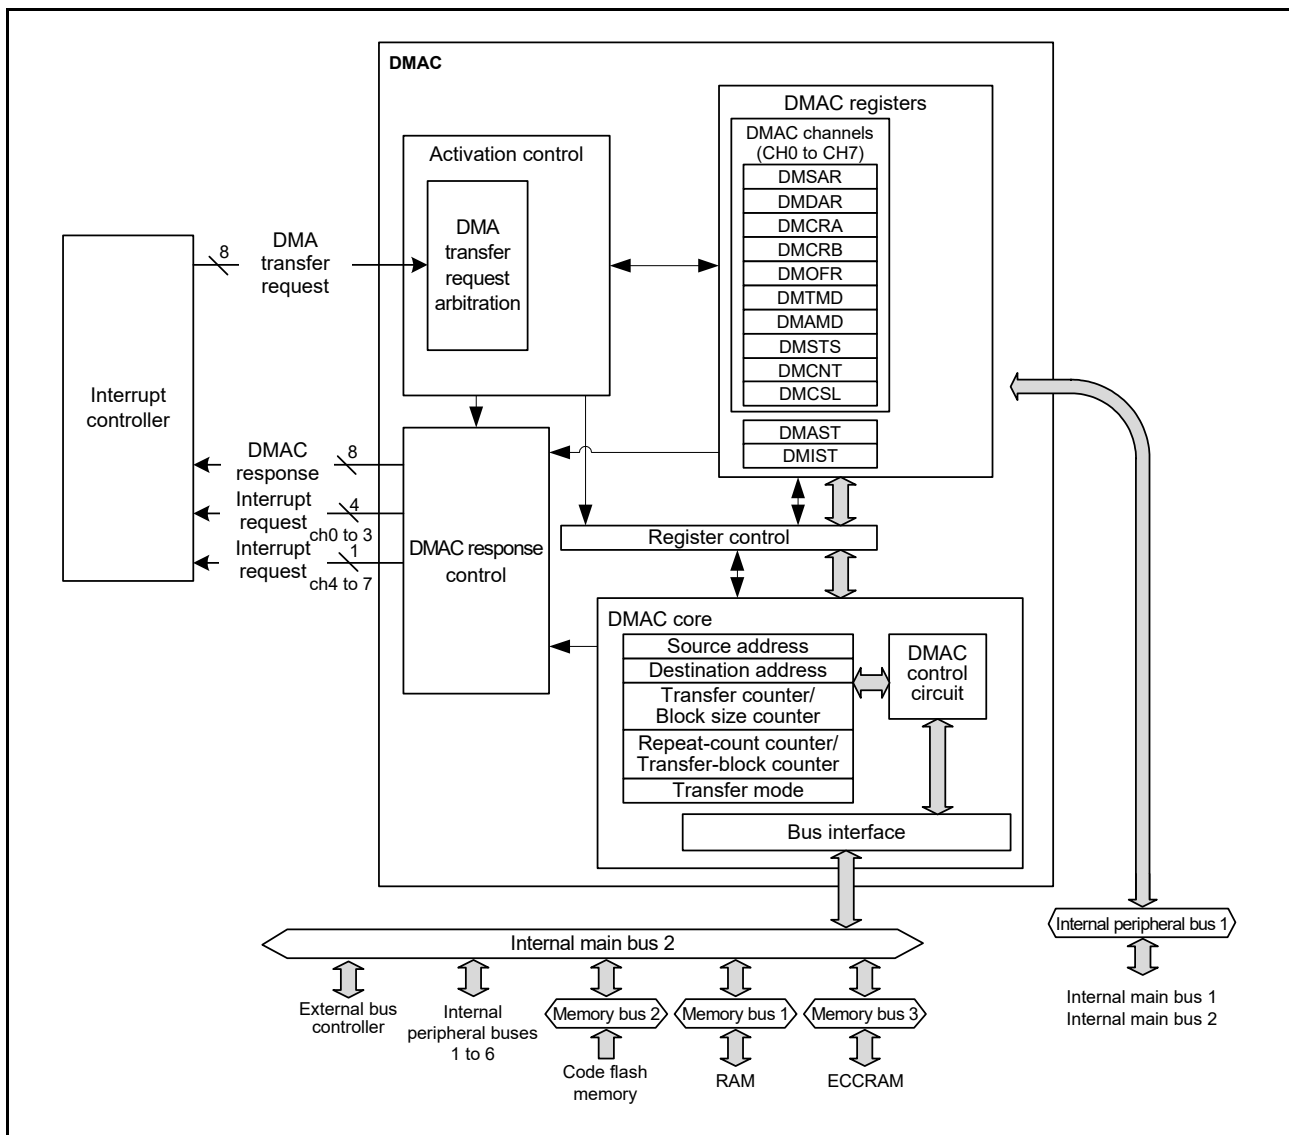 DMAC
DMAC registers
DMAC channels
(CH0 to CH7)
DMSAR
DMDAR
DMCRA
DMCRB
DMOFR
DMTMD
DMAMD
DMSTS
DMCNT
DMCSL
DMAST
DMIST
Activation control
DMA
transfer
request
arbitration
8
DMA
transfer
request
Interrupt
controller
DMAC
response
8
Interrupt
request
4
ch0 to 3
Interrupt
request
1
ch4 to 7
DMAC response
control
Register control
DMAC core
Source address
Destination address
Transfer counter/
Block size counter
Repeat-count counter/
Transfer-block counter
Transfer mode
DMAC
control
circuit
Bus interface
Internal main bus 2
Internal peripheral bus 1
External bus
controller
Internal
peripheral buses
1 to 6
Memory bus 2
Memory bus 1
Memory bus 3
Code flash
memory
RAM
ECCRAM
Internal main bus 1
Internal main bus 2